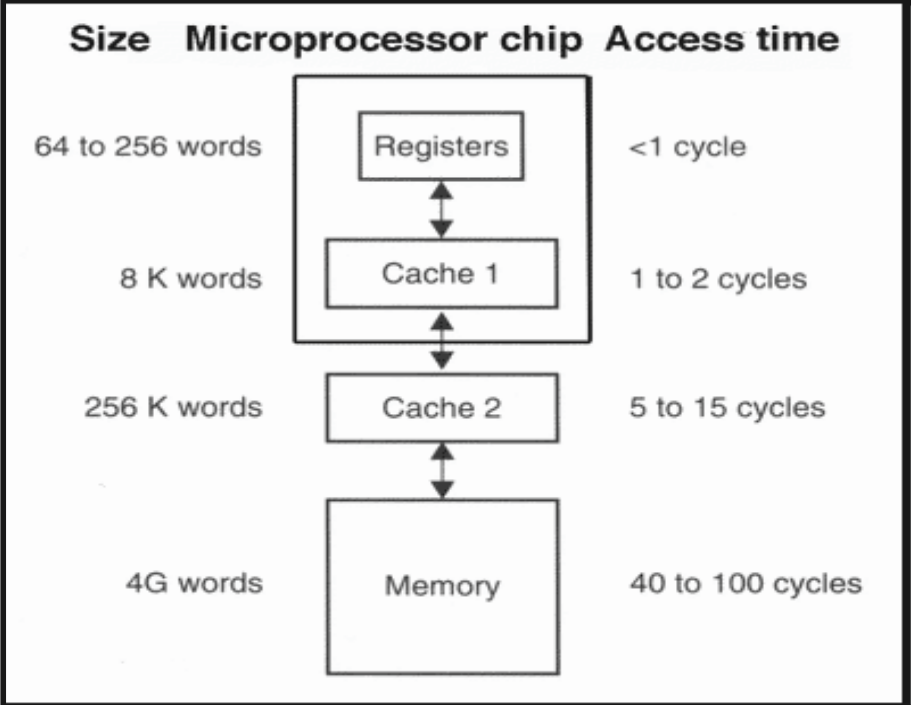 Size Microprocessor chip Access time
64 to 256 words Registers <1 cycle
8 K words Cache 1 1 to 2 cycles
256 K words Cache 2 5 to 15 cycles
4G words Memory 40 to 100 cycles